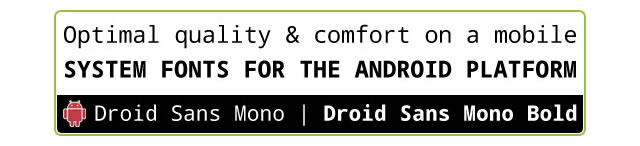 Optimal quality & comfort on a mobile
SYSTEM FONTS FOR THE ANDROID PLATFORM
Droid Sans Mono | Droid Sans Mono Bold